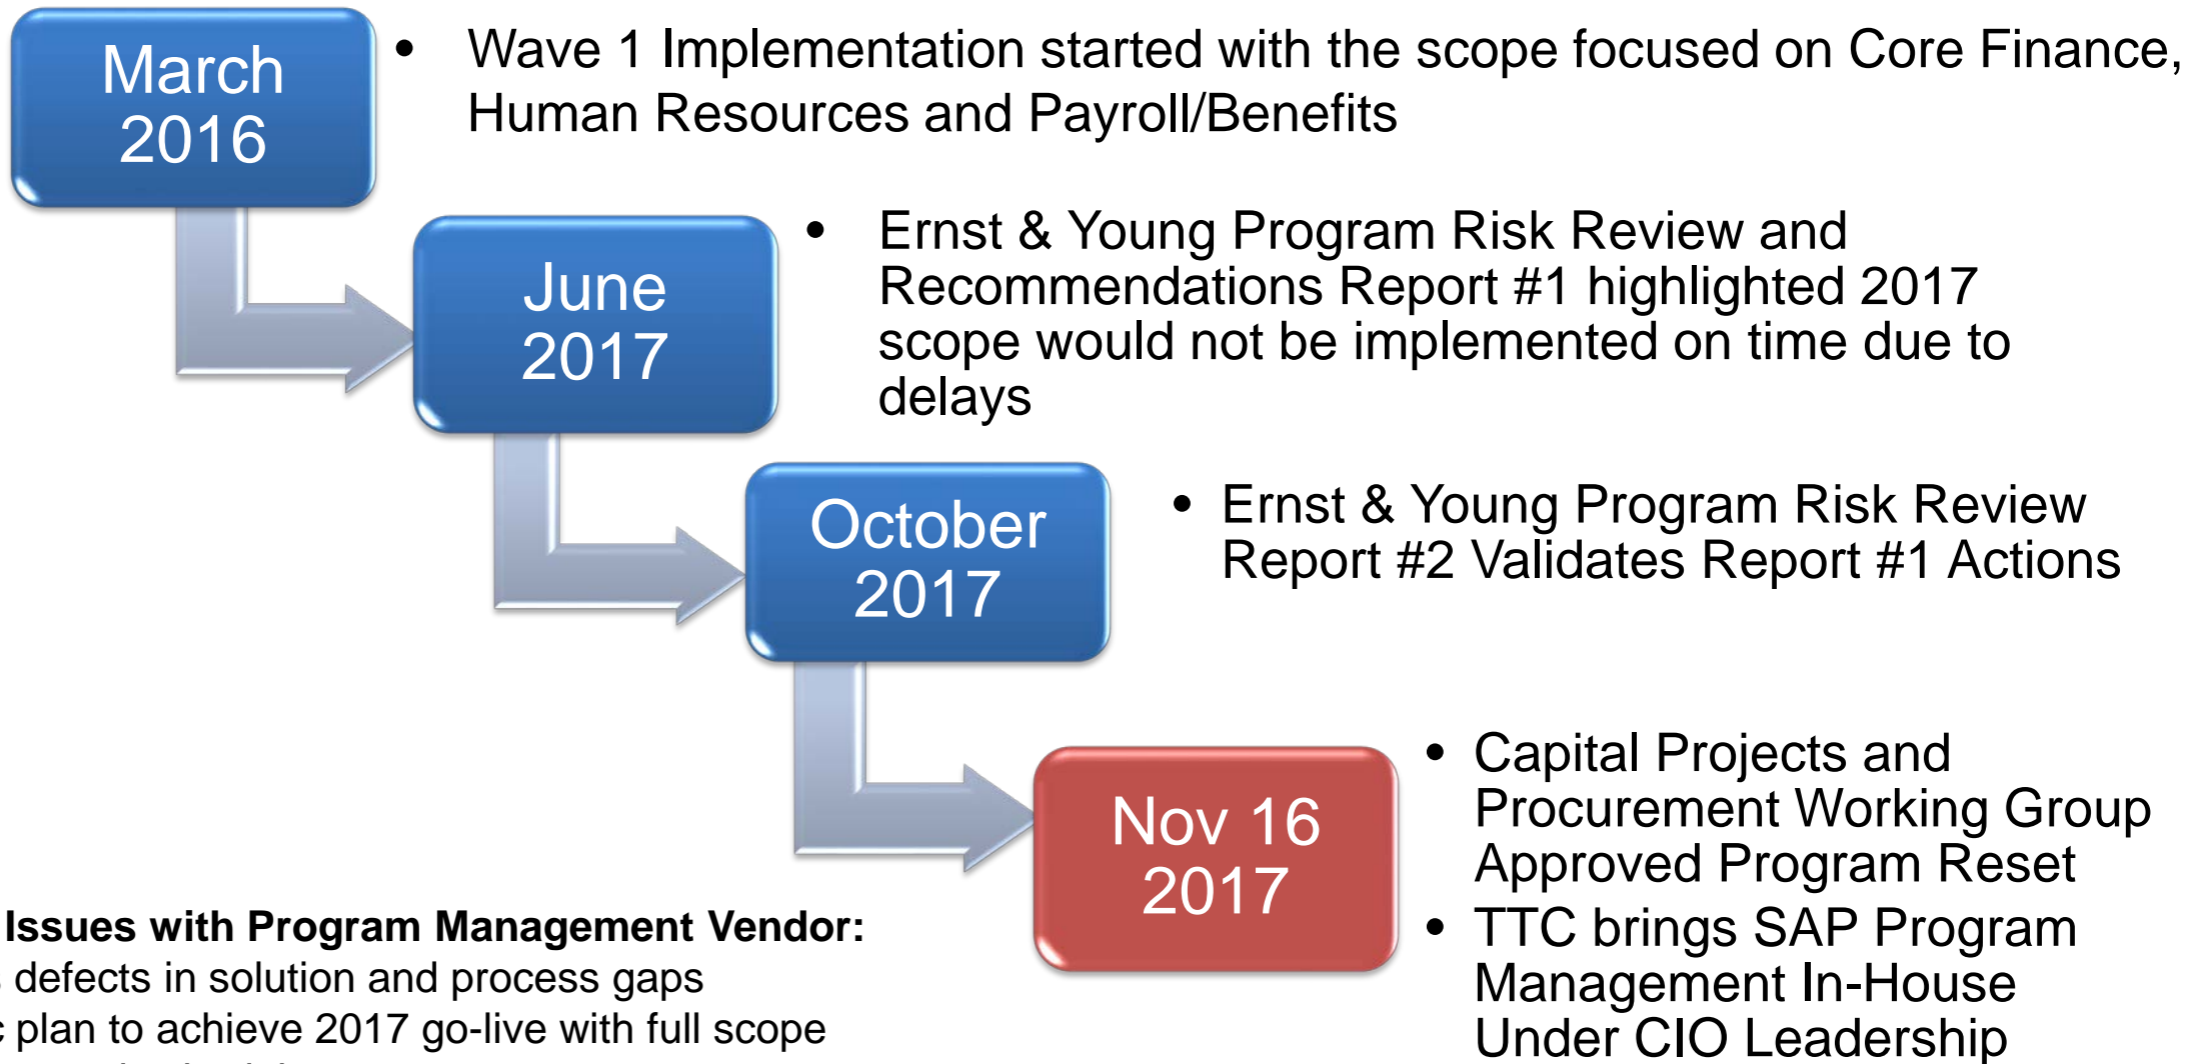 March
2016
• Wave 1 Implementation started with the scope focused on Core Finance,
Human Resources and Payroll/Benefits
June
2017
• Ernst & Young Program Risk Review and
Recommendations Report #1 highlighted 2017
scope would not be implemented on time due to
delays
October
2017
• Ernst & Young Program Risk Review
Report #2 Validates Report #1 Actions
Nov 16
2017
• Capital Projects and
Procurement Working Group
Approved Program Reset
• TTC brings SAP Program
Management In-House
Under CIO Leadership
Issues with Program Management Vendor:
defects in solution and process gaps
plan to achieve 2017 go-live with full scope